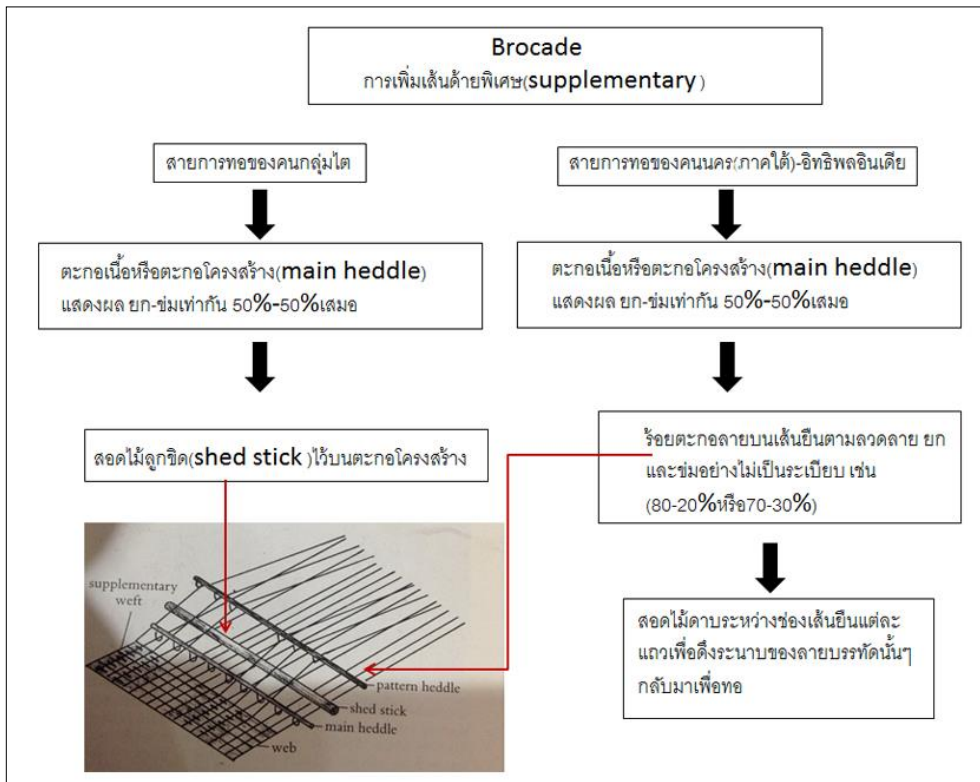 Brocade
การเพิ่มเส้นด้ายพิเศษ(supplementary)
สายการทอของคนกลุ่มไต
สายการทอของคนนคร(ภาคใต้)-อิทธิพลอินเดีย
ตะกอเนื้อหรือตะกอโครงสร้าง(main heddle)
แสดงผล ยก-ข่มเท่ากัน 50%-50%เสมอ
ตะกอเนื้อหรือตะกอโครงสร้าง(main heddle)
แสดงผล ยก-ข่มเท่ากัน 50%-50%เสมอ
สอดไม้ลูกขิด(shed stick )ไว้บนตะกอโครงสร้าง
ร้อยตะกอลายบนเส้นยืนตามลวดลาย ยก
และข่มอย่างไม่เป็นระเบียบ เช่น
(80-20%หรือ70-30%)
สอดไม้ดาบระหว่างช่องเส้นยืนแต่ละ
แถวเพื่อดึงระนาบของลายบรรทัดนั้นๆ
กลับมาเพื่อทอ
supplementary
weft
pattern heddle
shed stick
main heddle
web